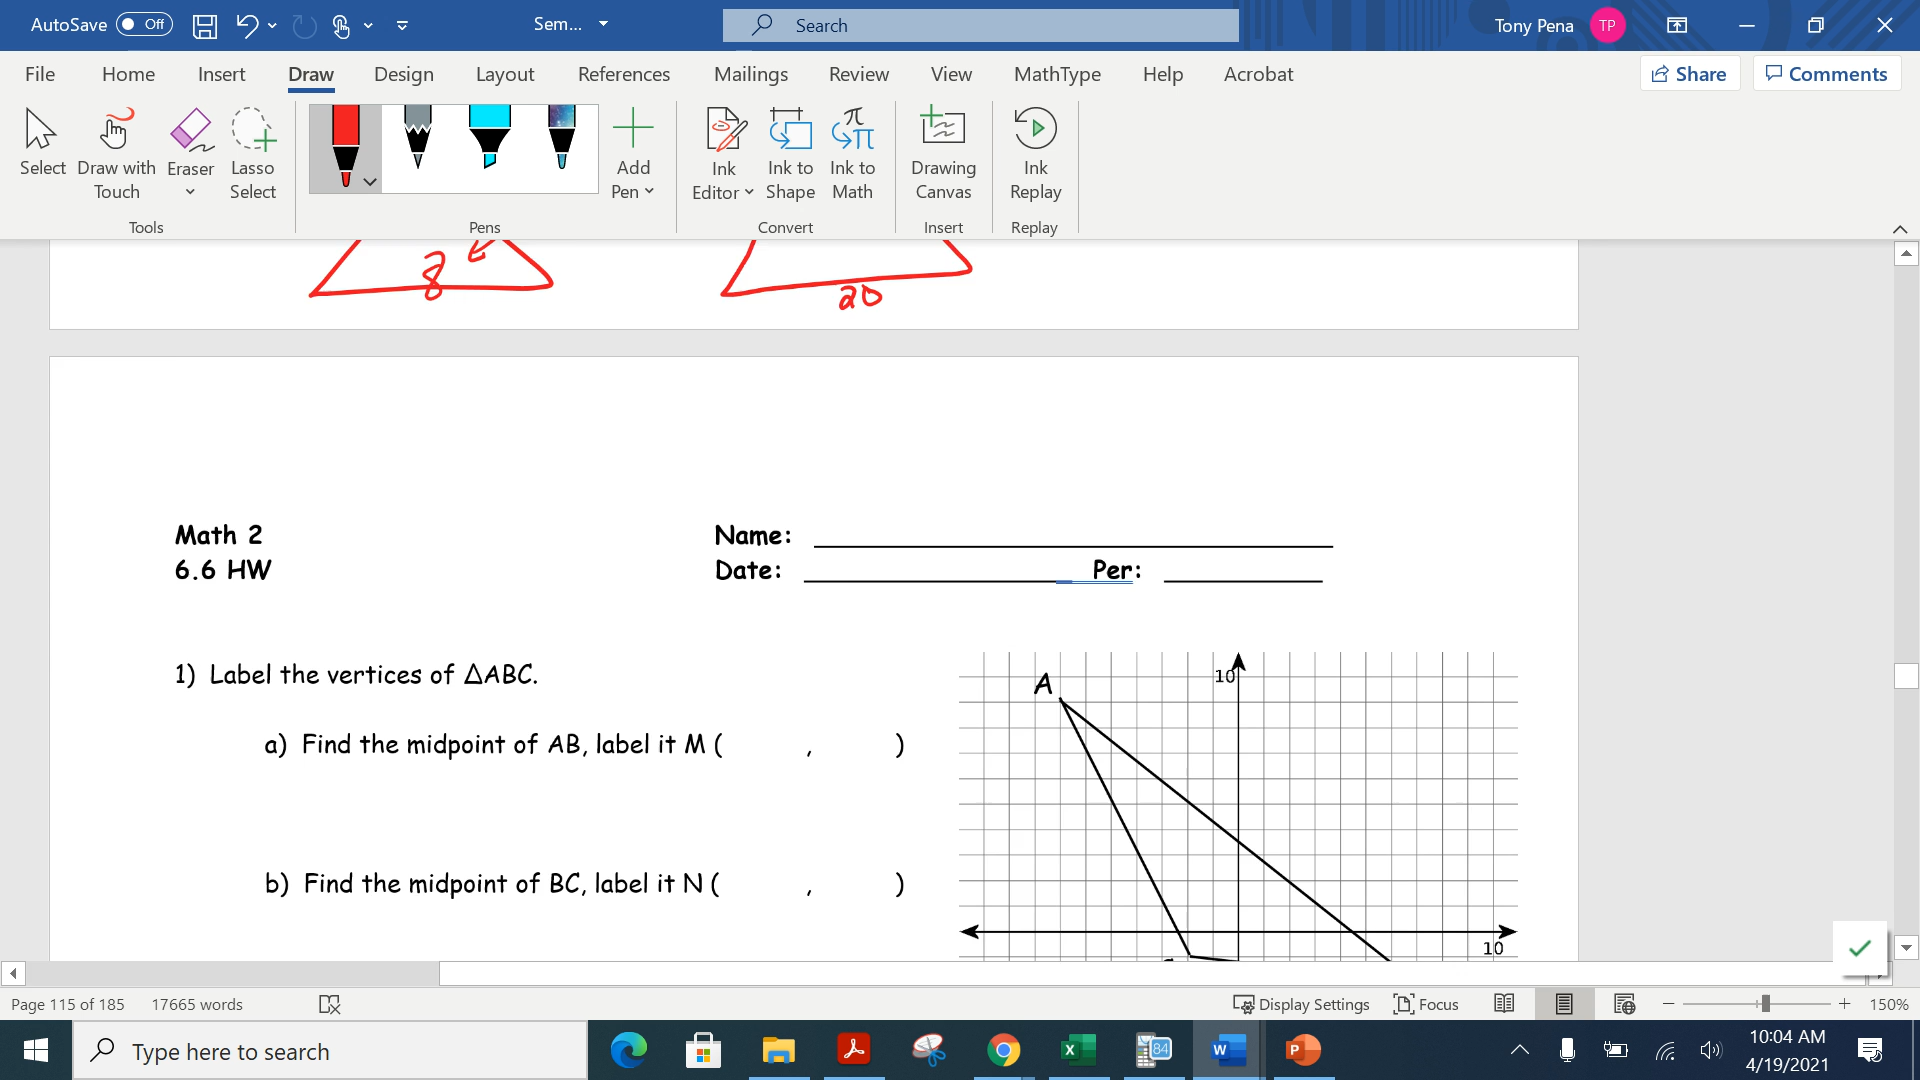 AutoSave Off Sem... Search Tony Pena TP
File Home Insert Draw Design Layout References Mailings Review View MathType Help Acrobat Share Comments
Select Draw with Touch Eraser Lasso Select Add Pen Ink Editor Ink to Shape Ink to Math Drawing Canvas Ink Replay
Tools Pens Convert Insert Replay
8 20
Math 2 Name:
6.6 HW Date: Per:
1) Label the vertices of ΔABC.
a) Find the midpoint of AB, label it M ( , )
b) Find the midpoint of BC, label it N ( , )
A 10
10
Page 115 of 185 17665 words Display Settings Focus 150%
Type here to search 84 10:04 AM
4/19/2021